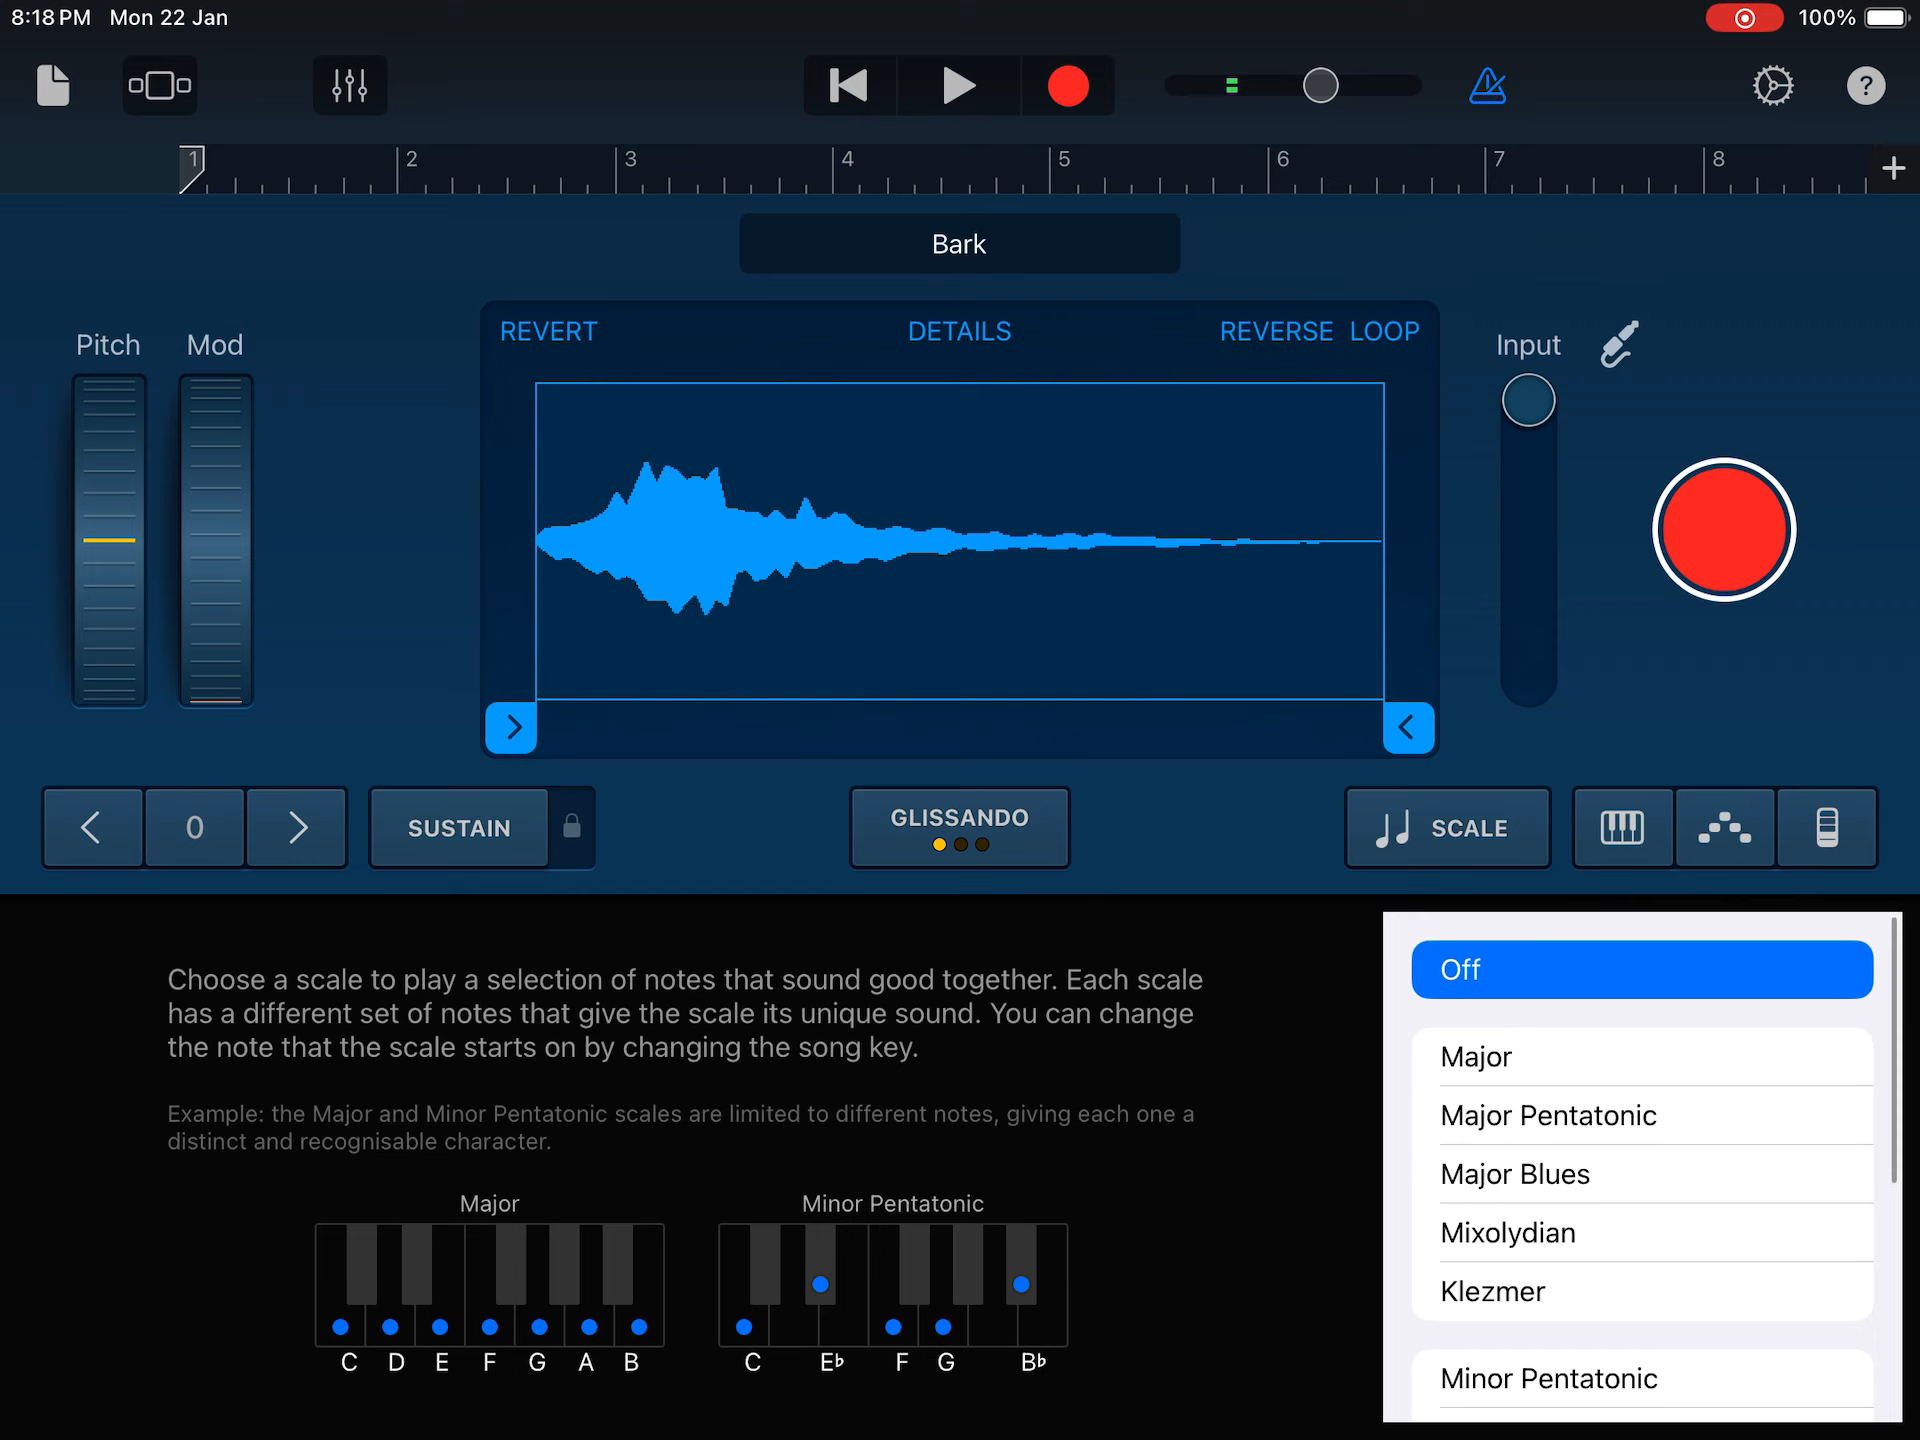 8:18 PM Mon 22 Jan
100%
1 2 3 4 5 6 7 8
Bark
REVERT DETAILS REVERSE LOOP
Pitch Mod
Input
0
SUSTAIN
GLISSANDO
SCALE
Choose a scale to play a selection of notes that sound good together. Each scale
has a different set of notes that give the scale its unique sound. You can change
the note that the scale starts on by changing the song key.
Example: the Major and Minor Pentatonic scales are limited to different notes, giving each one a
distinct and recognisable character.
Major
C D E F G A B
Minor Pentatonic
C E♭ F G B♭
Off
Major
Major Pentatonic
Major Blues
Mixolydian
Klezmer
Minor Pentatonic